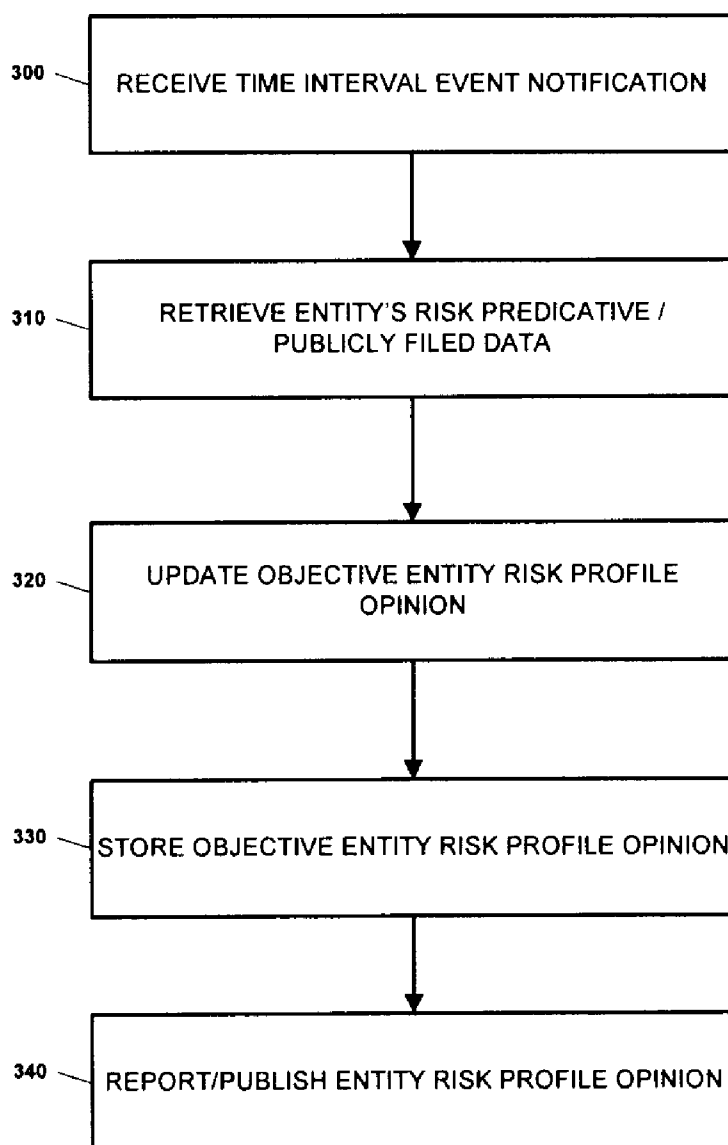 300
RECEIVE TIME INTERVAL EVENT NOTIFICATION
310
RETRIEVE ENTITY'S RISK PREDICATIVE /
PUBLICLY FILED DATA
320
UPDATE OBJECTIVE ENTITY RISK PROFILE
OPINION
330
STORE OBJECTIVE ENTITY RISK PROFILE OPINION
340
REPORT/PUBLISH ENTITY RISK PROFILE OPINION